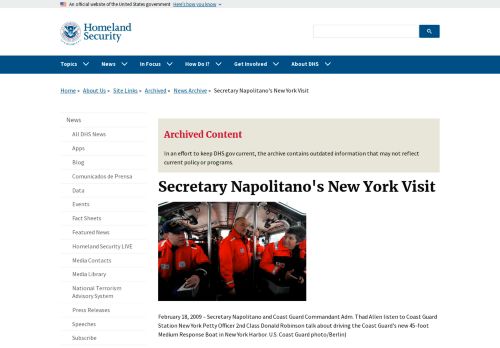 An official website of the United States government Here's how you know
Homeland
Security
Topics News In Focus How Do I? Get Involved About DHS
Home » About Us » Site Links » Archived » News Archive » Secretary Napolitano's New York Visit
News
All DHS News
Apps
Blog
Comunicados de Prensa
Data
Events
Fact Sheets
Featured News
Homeland Security LIVE
Media Contacts
Media Library
National Terrorism
Advisory System
Press Releases
Speeches
Subscribe
Archived Content
In an effort to keep DHS.gov current, the archive contains outdated information that may not reflect
current policy or programs.
Secretary Napolitano's New York Visit
February 18, 2009 – Secretary Napolitano and Coast Guard Commandant Adm. Thad Allen listen to Coast Guard
Station New York Petty Officer 2nd Class Donald Robinson talk about driving the Coast Guard's new 45-foot
Medium Response Boat in New York Harbor. U.S. Coast Guard photo/Berlin)